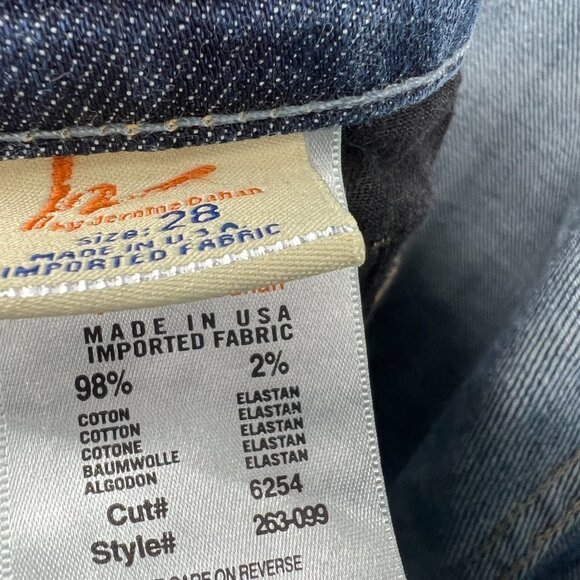 by Jerome Dahan
Size: 28
MADE IN U.S.A
IMPORTED FABRIC
MADE IN USA
IMPORTED FABRIC
98% 2%
COTON ELASTAN
COTTON ELASTAN
COTONE ELASTAN
BAUMWOLLE ELASTAN
ALGODON
Cut# 6254
Style# 263-099
CARE ON REVERSE